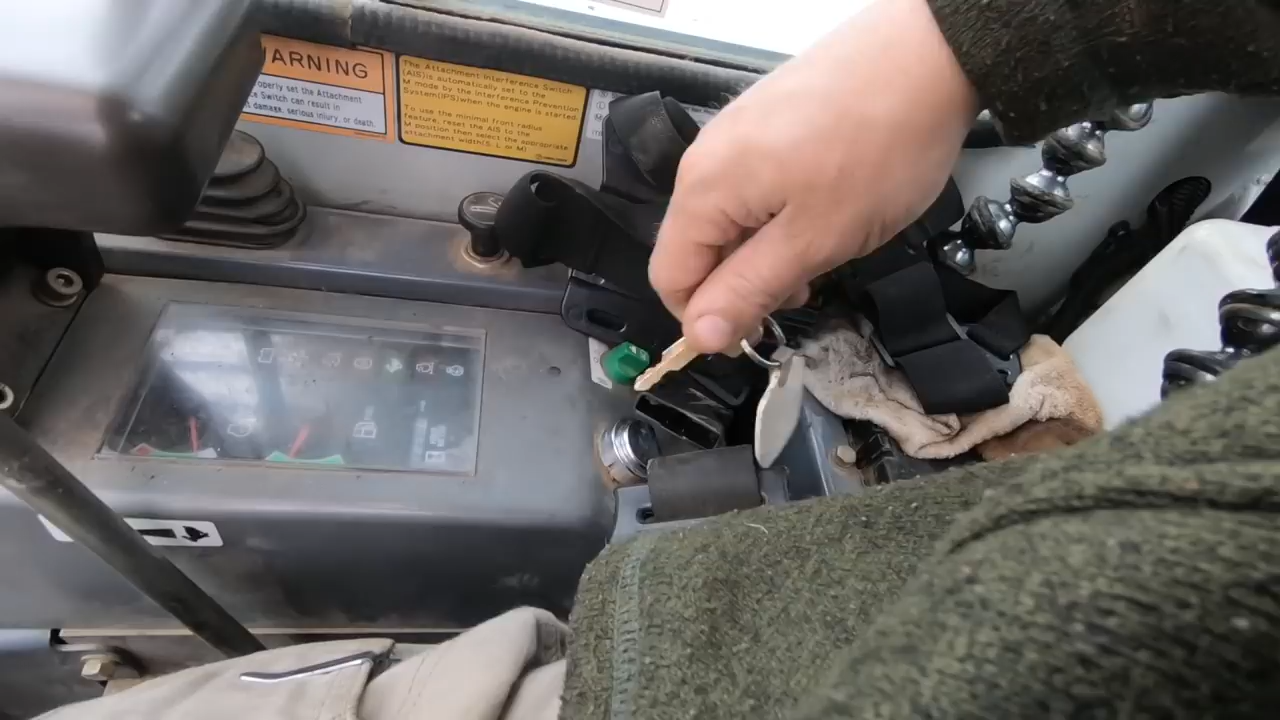 WARNING
operly set the Attachment
e Switch can result in
t damage, serious injury, or death.
The Attachment Interference Switch
(AIS)is automatically set to the
M mode by the Interference Prevention
System(IPS)when the engine is started.
To use the minimal front radius
feature, reset the AIS to the
M position then select the appropriate
attachment width(S, L or M)